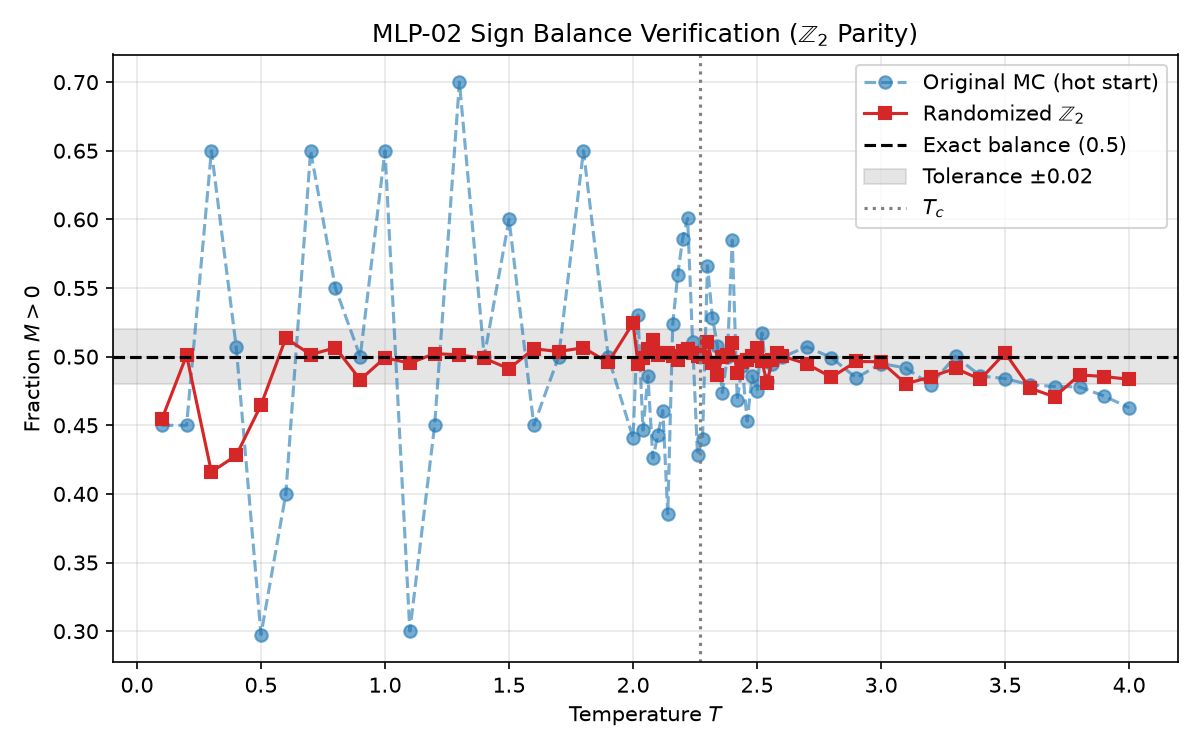 MLP-02 Sign Balance Verification (ℤ₂ Parity)
Original MC (hot start)
Randomized ℤ₂
Exact balance (0.5)
Tolerance ±0.02
T_c
Fraction M > 0
0.70
0.65
0.60
0.55
0.50
0.45
0.40
0.35
0.30
0.0 0.5 1.0 1.5 2.0 2.5 3.0 3.5 4.0
Temperature T